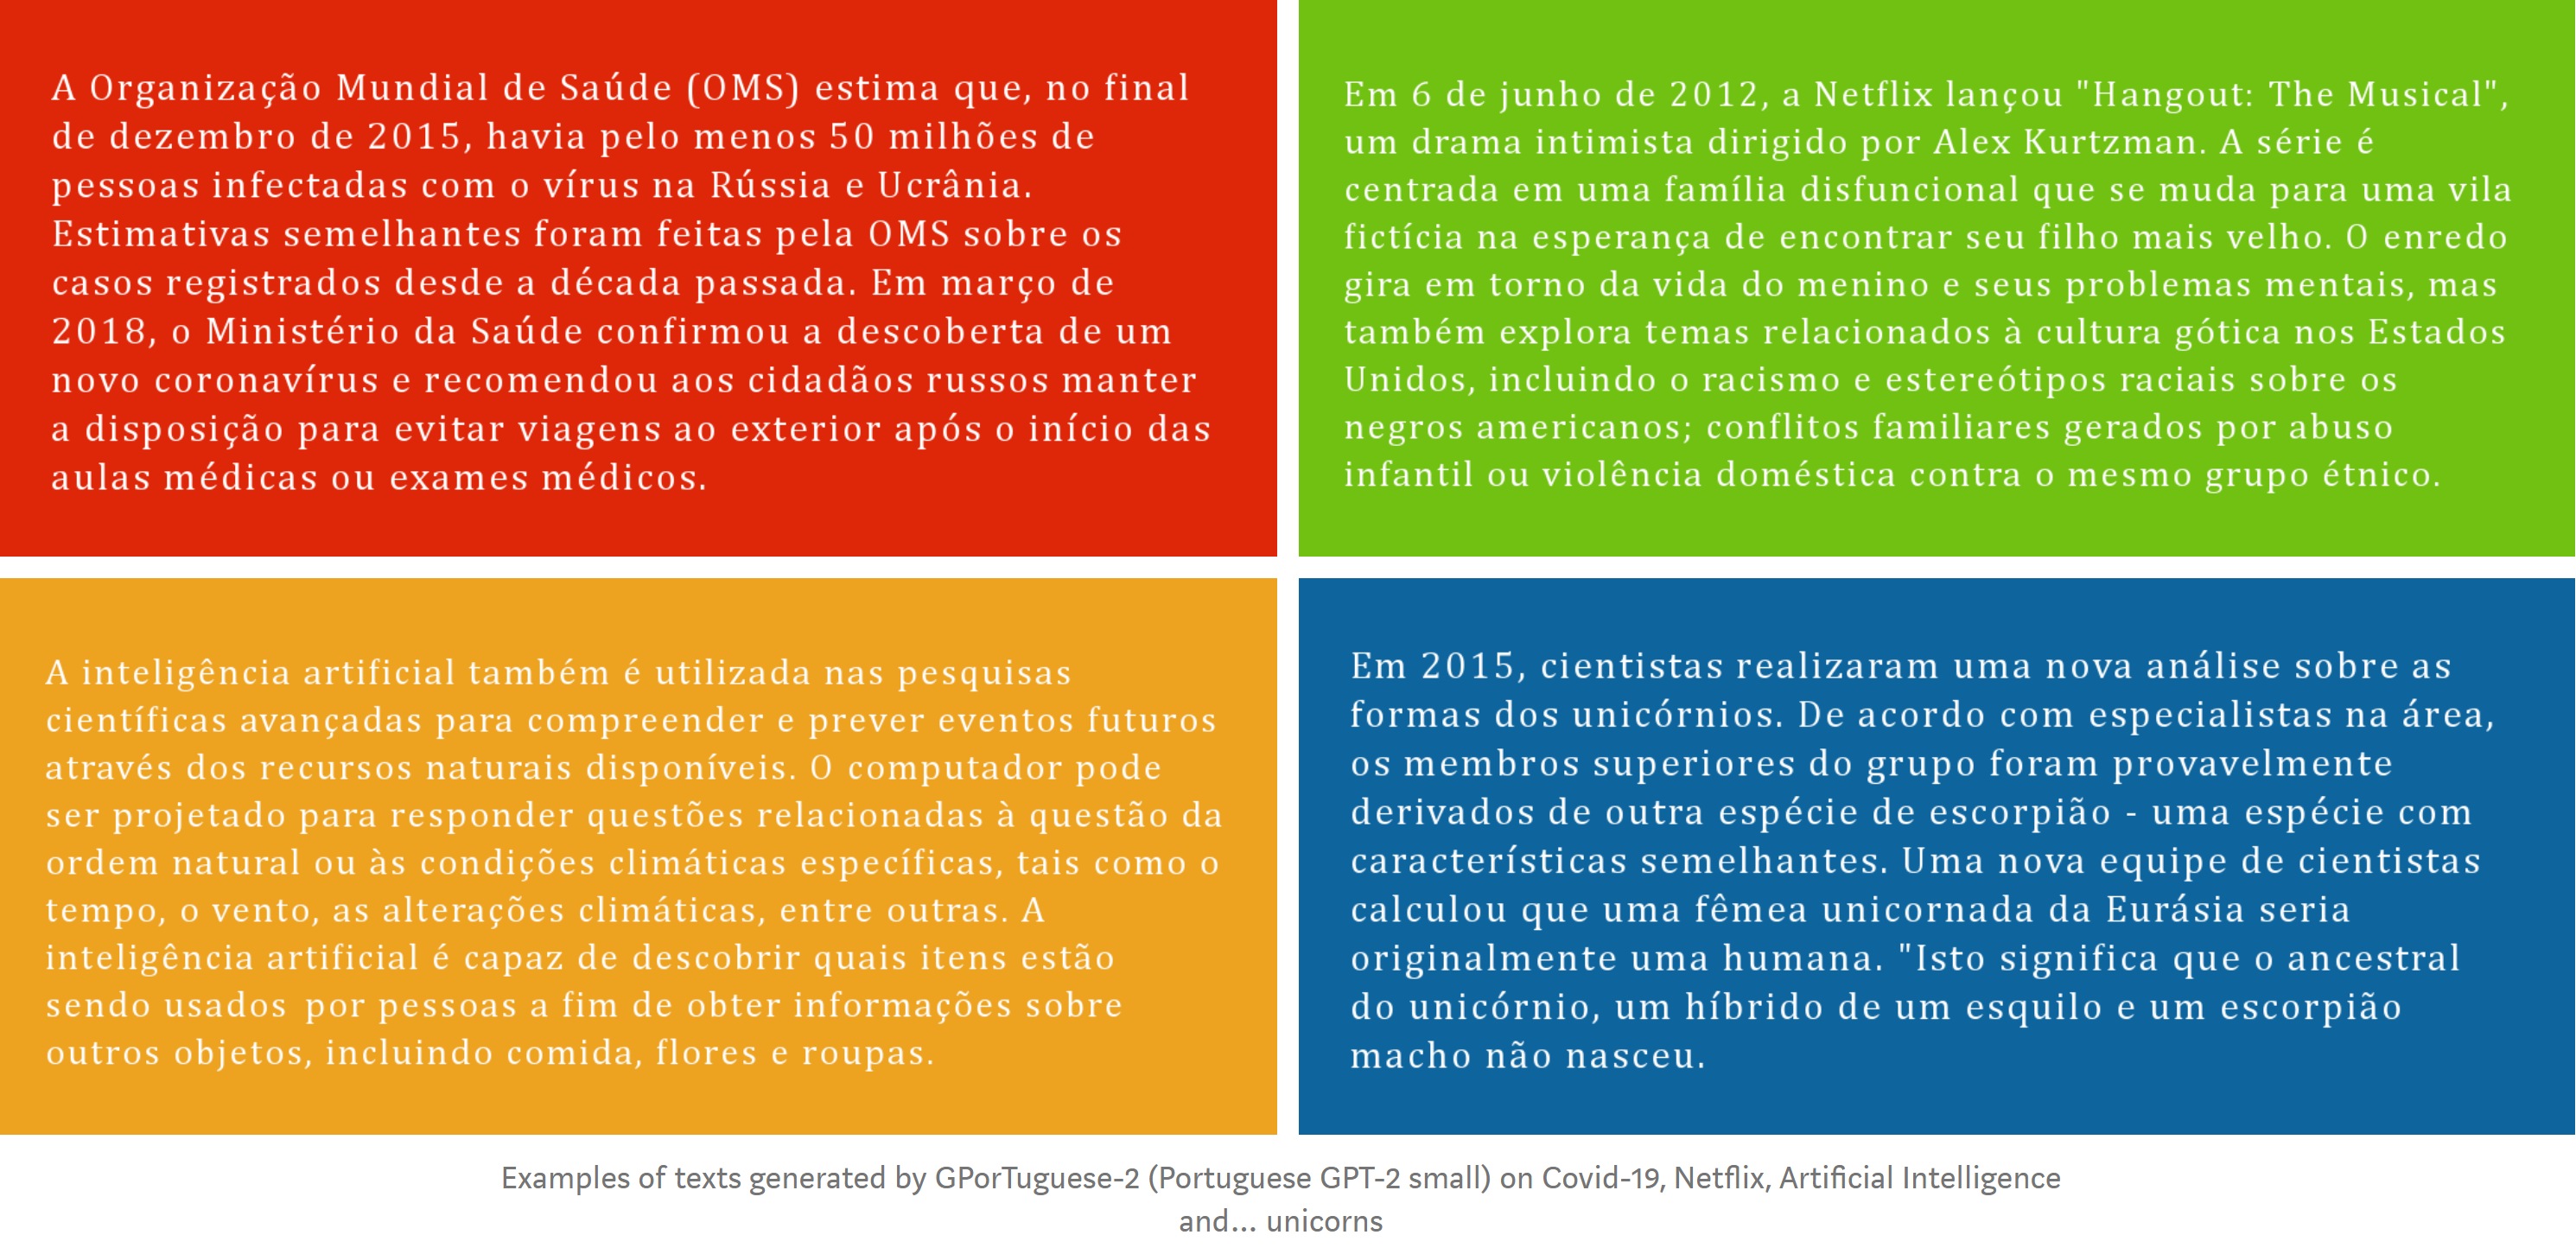 A Organização Mundial de Saúde (OMS) estima que, no final
de dezembro de 2015, havia pelo menos 50 milhões de
pessoas infectadas com o vírus na Rússia e Ucrânia.
Estimativas semelhantes foram feitas pela OMS sobre os
casos registrados desde a década passada. Em março de
2018, o Ministério da Saúde confirmou a descoberta de um
novo coronavírus e recomendou aos cidadãos russos manter
a disposição para evitar viagens ao exterior após o início das
aulas médicas ou exames médicos.
Em 6 de junho de 2012, a Netflix lançou "Hangout: The Musical",
um drama intimista dirigido por Alex Kurtzman. A série é
centrada em uma família disfuncional que se muda para uma vila
fictícia na esperança de encontrar seu filho mais velho. O enredo
gira em torno da vida do menino e seus problemas mentais, mas
também explora temas relacionados à cultura gótica nos Estados
Unidos, incluindo o racismo e estereótipos raciais sobre os
negros americanos; conflitos familiares gerados por abuso
infantil ou violência doméstica contra o mesmo grupo étnico.
A inteligência artificial também é utilizada nas pesquisas
científicas avançadas para compreender e prever eventos futuros
através dos recursos naturais disponíveis. O computador pode
ser projetado para responder questões relacionadas à questão da
ordem natural ou às condições climáticas específicas, tais como o
tempo, o vento, as alterações climáticas, entre outras. A
inteligência artificial é capaz de descobrir quais itens estão
sendo usados por pessoas a fim de obter informações sobre
outros objetos, incluindo comida, flores e roupas.
Em 2015, cientistas realizaram uma nova análise sobre as
formas dos unicórnios. De acordo com especialistas na área,
os membros superiores do grupo foram provavelmente
derivados de outra espécie de escorpião - uma espécie com
características semelhantes. Uma nova equipe de cientistas
calculou que uma fêmea unicornada da Eurásia seria
originalmente uma humana. "Isto significa que o ancestral
do unicórnio, um híbrido de um esquilo e um escorpião
macho não nasceu.
Examples of texts generated by GPorTuguese-2 (Portuguese GPT-2 small) on Covid-19, Netflix, Artificial Intelligence
and... unicorns